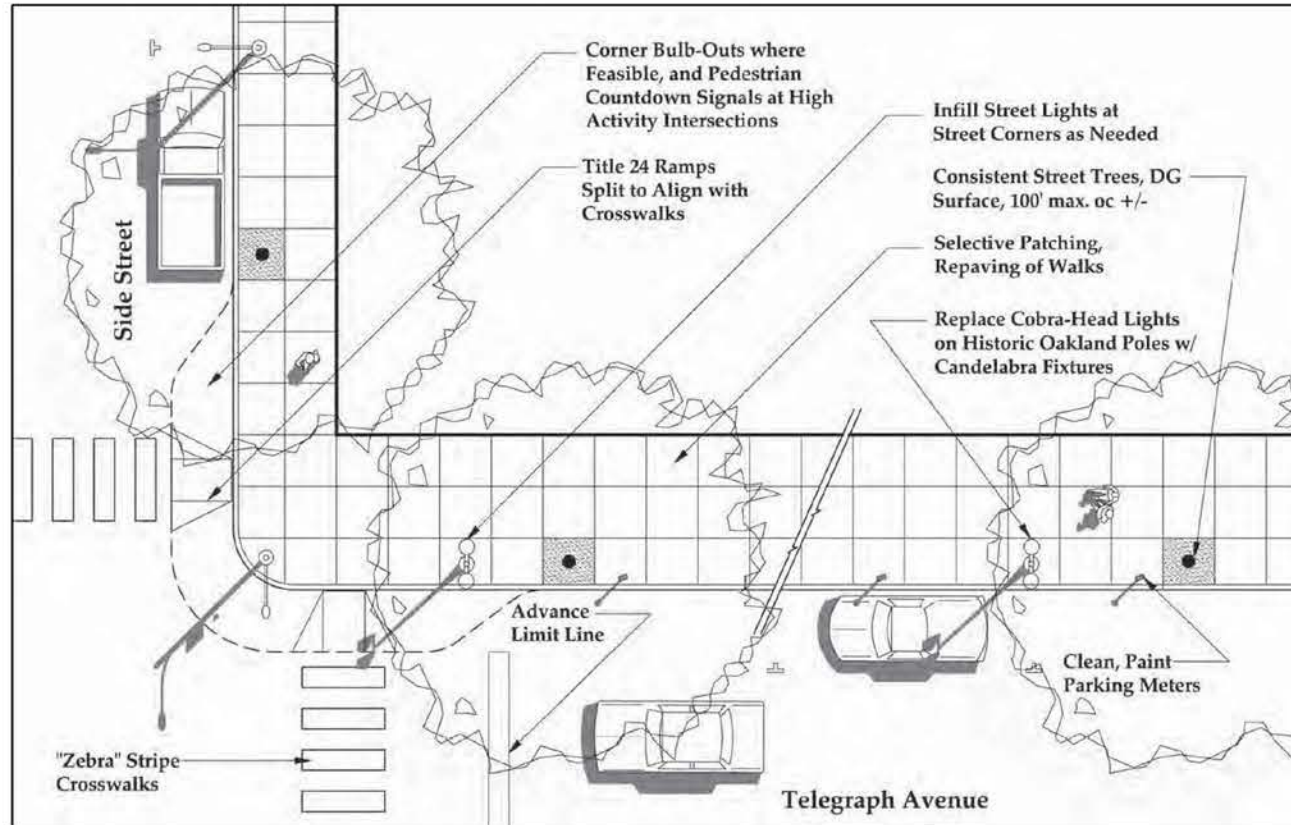 Corner Bulb-Outs where
Feasible, and Pedestrian
Countdown Signals at High
Activity Intersections
Title 24 Ramps
Split to Align with
Crosswalks
Infill Street Lights at
Street Corners as Needed
Consistent Street Trees, DG
Surface, 100' max. oc +/-
Selective Patching,
Repaving of Walks
Replace Cobra-Head Lights
on Historic Oakland Poles w/
Candelabra Fixtures
Side Street
Advance
Limit Line
Clean, Paint
Parking Meters
"Zebra" Stripe
Crosswalks
Telegraph Avenue